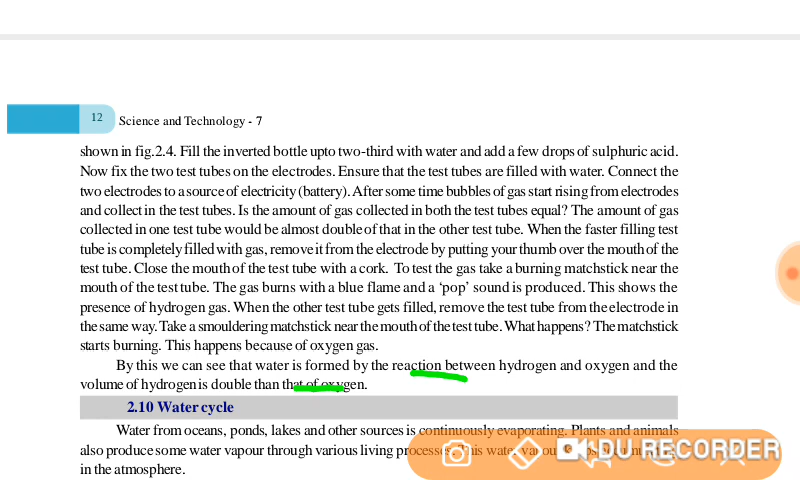 12 Science and Technology - 7
shown in fig.2.4. Fill the inverted bottle upto two-third with water and add a few drops of sulphuric acid.
Now fix the two test tubes on the electrodes. Ensure that the test tubes are filled with water. Connect the
two electrodes to a source of electricity (battery). After some time bubbles of gas start rising from electrodes
and collect in the test tubes. Is the amount of gas collected in both the test tubes equal? The amount of gas
collected in one test tube would be almost double of that in the other test tube. When the faster filling test
tube is completely filled with gas, remove it from the electrode by putting your thumb over the mouth of the
test tube. Close the mouth of the test tube with a cork. To test the gas take a burning matchstick near the
mouth of the test tube. The gas burns with a blue flame and a ‘pop’ sound is produced. This shows the
presence of hydrogen gas. When the other test tube gets filled, remove the test tube from the electrode in
the same way. Take a smouldering matchstick near the mouth of the test tube. What happens? The matchstick
starts burning. This happens because of oxygen gas.
By this we can see that water is formed by the reaction between hydrogen and oxygen and the
volume of hydrogen is double than that of oxygen.
2.10 Water cycle
Water from oceans, ponds, lakes and other sources is continuously evaporating. Plants and animals
also produce some water vapour through various living processes. This water
in the atmosphere.
DU RECORDER